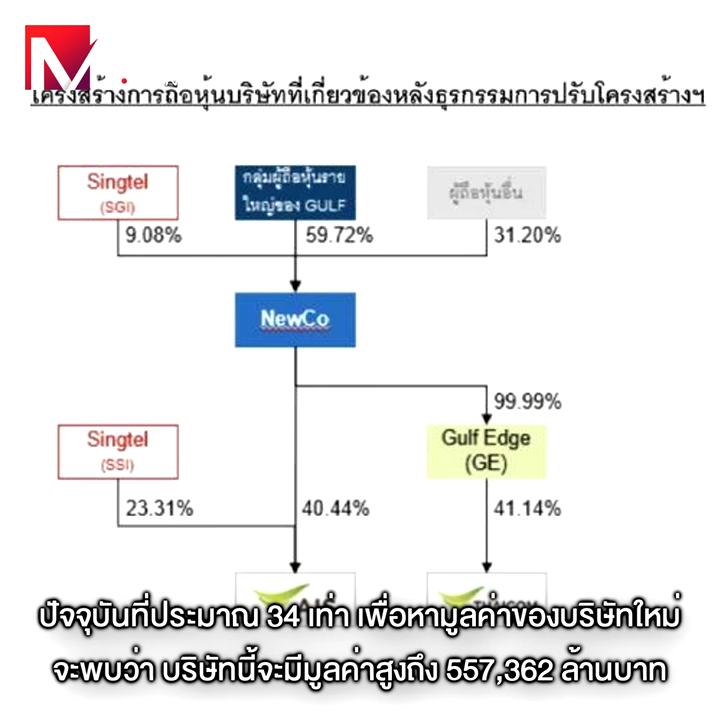 M
เครงสร้างการถือหุ้นบริษัทที่เกี่ยวข้องหลังธุรกรรมการปรับโครงสร้างฯ
Singtel
(SGI)
กลุ่มผู้ถือหุ้นราย
ใหญ่ของ GULF
ผู้ถือหุ้นอื่น
9.08%
59.72%
31.20%
NewCo
99.99%
Singtel
(SSI)
Gulf Edge
(GE)
23.31%
40.44%
41.14%
AIS
THAICOM
ปัจจุบันที่ประมาณ 34 เท่า เพื่อหามูลค่าของบริษัทใหม่
จะพบว่า บริษัทนี้จะมีมูลค่าสูงถึง 557,362 ล้านบาท